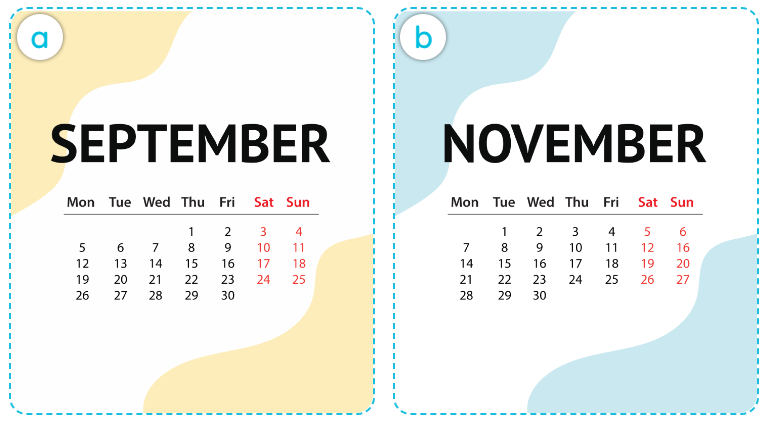 a
SEPTEMBER
Mon Tue Wed Thu Fri Sat Sun
1 2 3 4
5 6 7 8 9 10 11
12 13 14 15 16 17 18
19 20 21 22 23 24 25
26 27 28 29 30
b
NOVEMBER
Mon Tue Wed Thu Fri Sat Sun
1 2 3 4 5 6
7 8 9 10 11 12 16
14 15 16 17 18 19 20
21 22 23 24 25 26 27
28 29 30